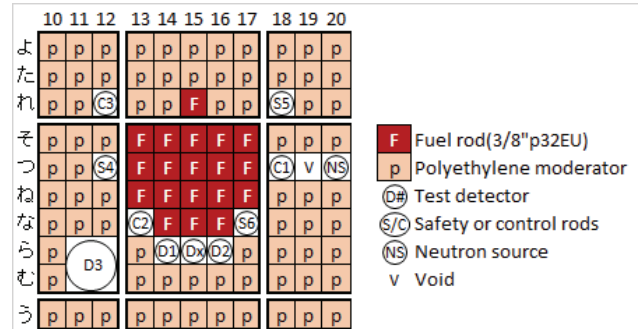 10 11 12 13 14 15 16 17 18 19 20
よ p p p p p p p p p p p
た p p p p p p p p p p p
れ p p C3 p p F p p S5 p p
そ p p p F F F F F p p p
つ p p S4 F F F F F C1 V NS
ね p p p F F F F F p p p
な p p p C2 F F F S6 p p p
ら p D3 p D1 Dx D2 p p p p
む p p p p p p p p p
う p p p p p p p p p p p
F Fuel rod(3/8"p32EU)
p Polyethylene moderator
D# Test detector
S/C Safety or control rods
NS Neutron source
v Void